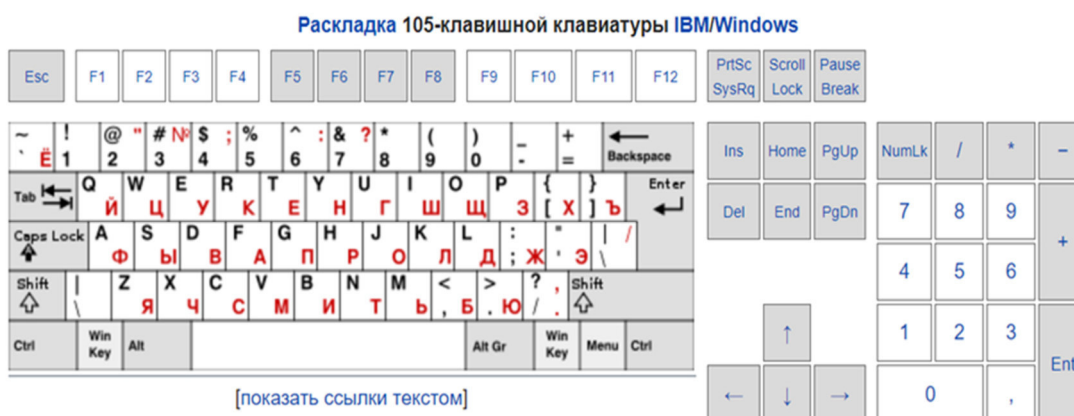 Раскладка 105-клавишной клавиатуры IBM/Windows
Esc F1 F2 F3 F4 F5 F6 F7 F8 F9 F10 F11 F12 PrtSc SysRq Scroll Lock Pause Break
~ ! @ " # № $ ; % ^ : & ? * ( ) _ +
` Ё 1 2 3 4 5 6 7 8 9 0 - = Backspace
Ins Home PgUp NumLk / * −
Tab Q W E R T Y U I O P { } Enter
Й Ц У К Е Н Г Ш Щ З [ Х ] Ъ
Del End PgDn 7 8 9 +
Caps Lock A S D F G H J K L : " | /
Ф Ы В А П Р О Л Д ; Ж ' Э \
4 5 6
Shift | Z X C V B N M < > ? , Shift
\ Я Ч С М И Т Ь , Б . Ю / .
↑ 1 2 3 Ent
Ctrl Win Key Alt Alt Gr Win Key Menu Ctrl
← ↓ → 0 ,
[показать ссылки текстом]